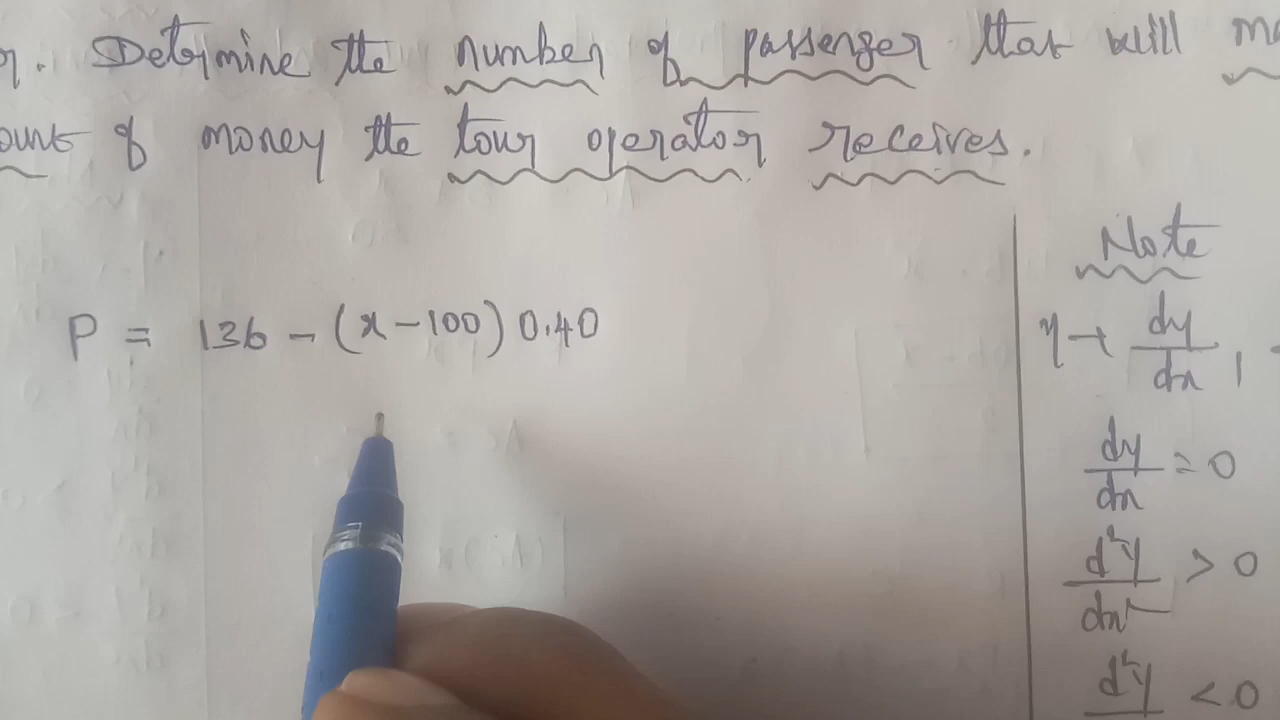 . Determine the number of passenger that will
of money the tour operator receives.
P = 136 - (x-100) 0.40
Note
y → dy/dx ,
dy/dx = 0
d²y/dx² > 0
d²y < 0